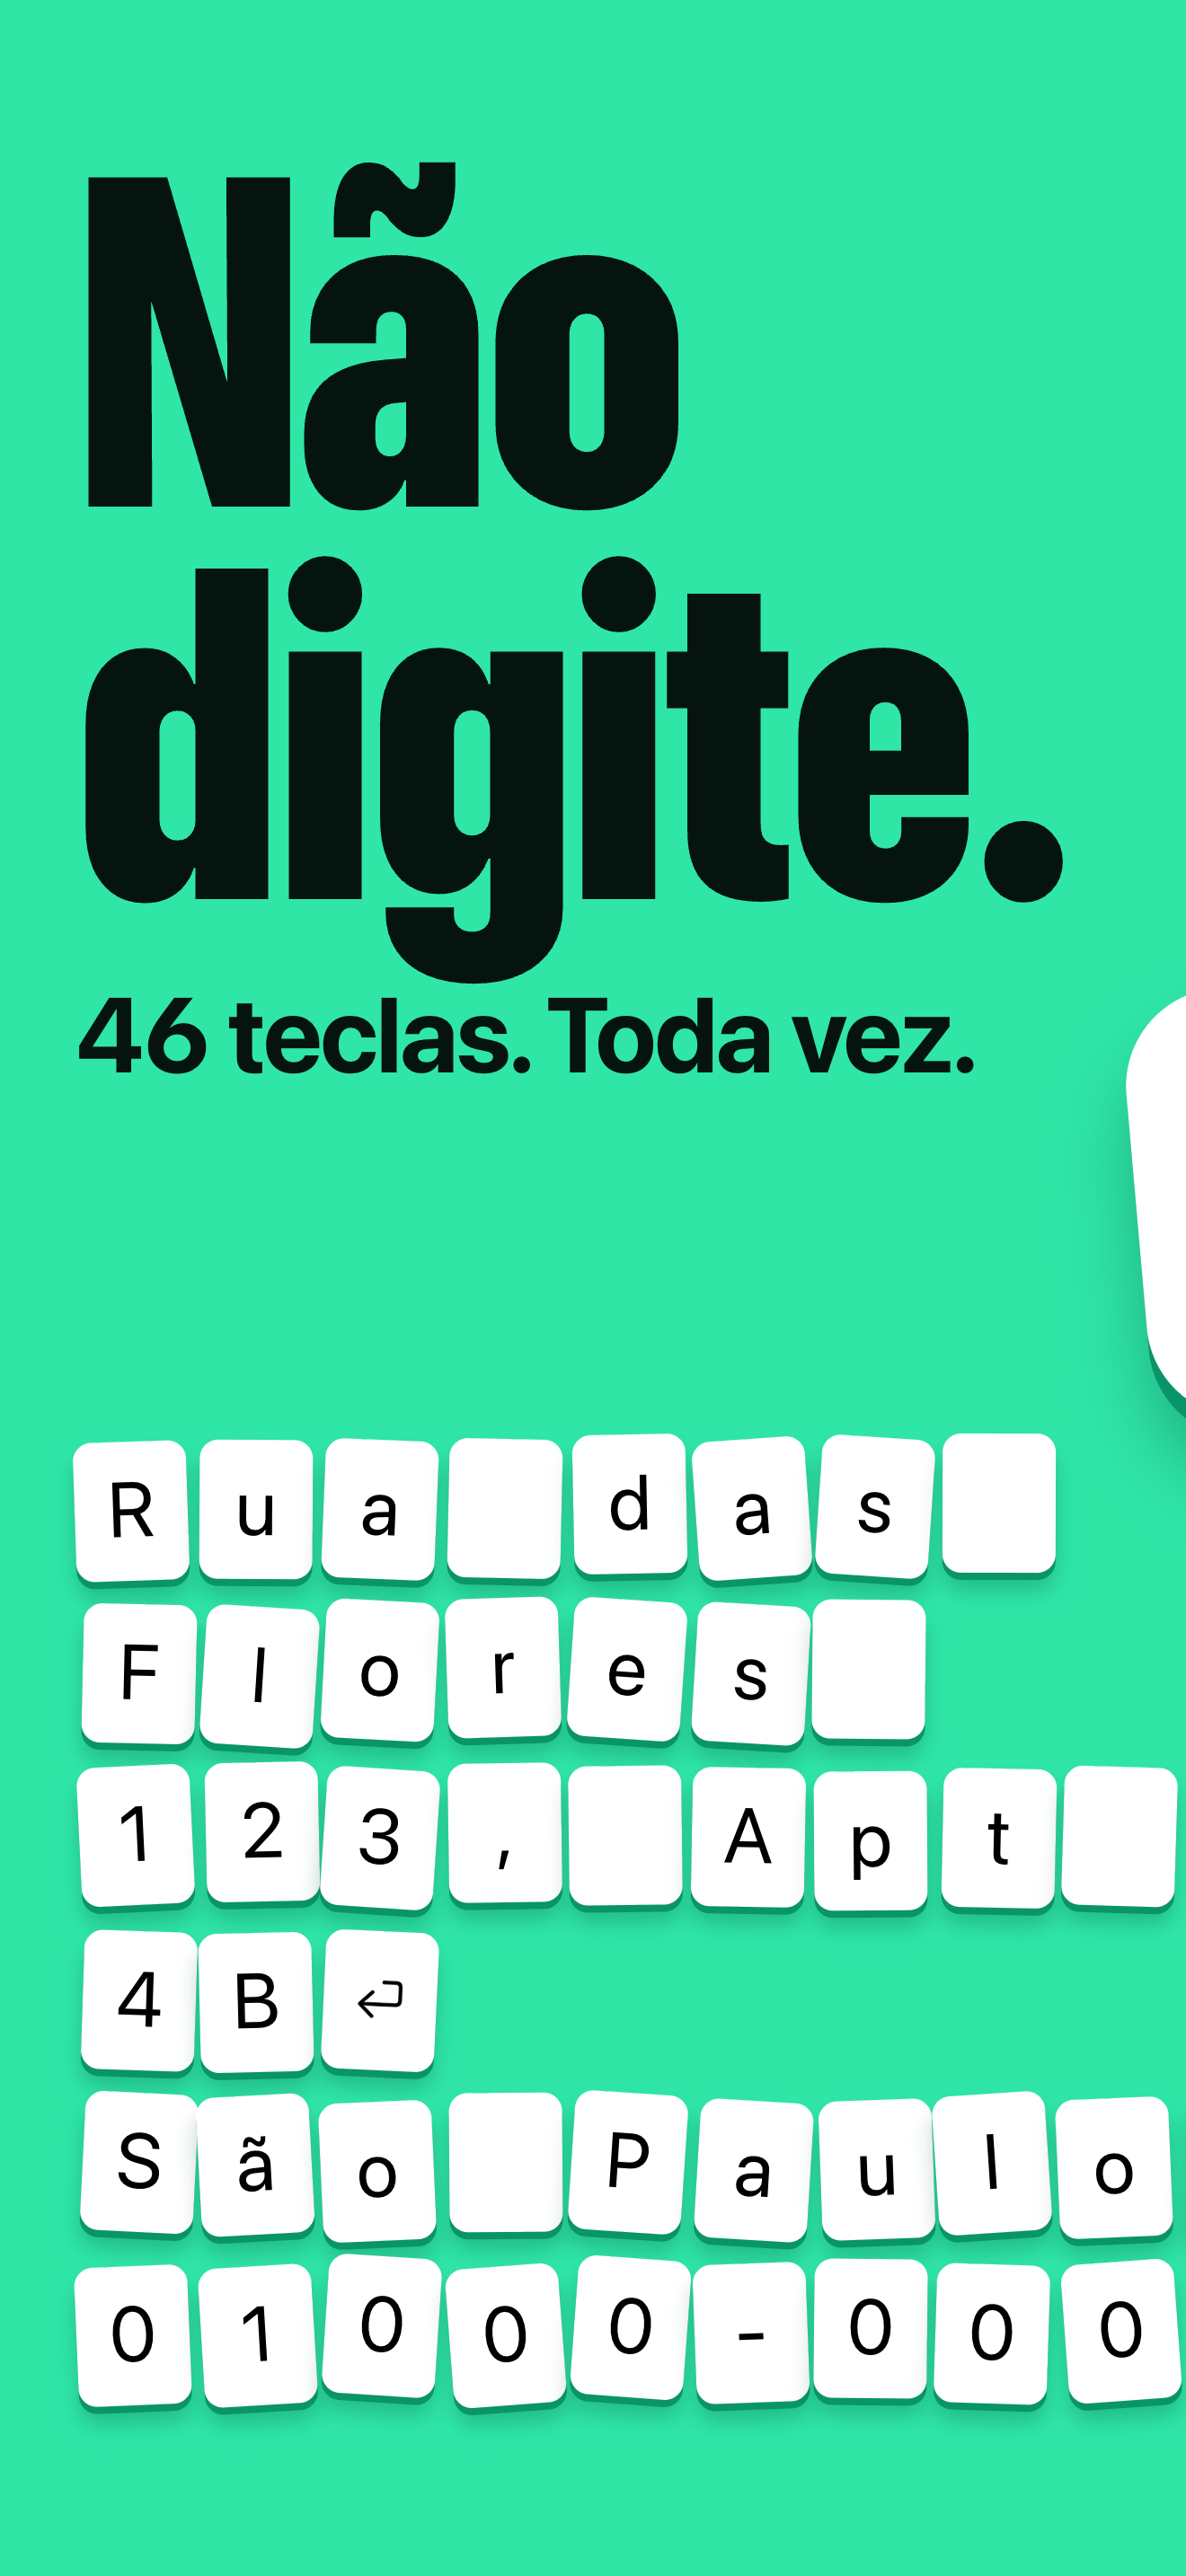 Não
digite.
46 teclas. Toda vez.
Rua das
Flores
123, Apt
4B⏎
São Paulo
01000-000